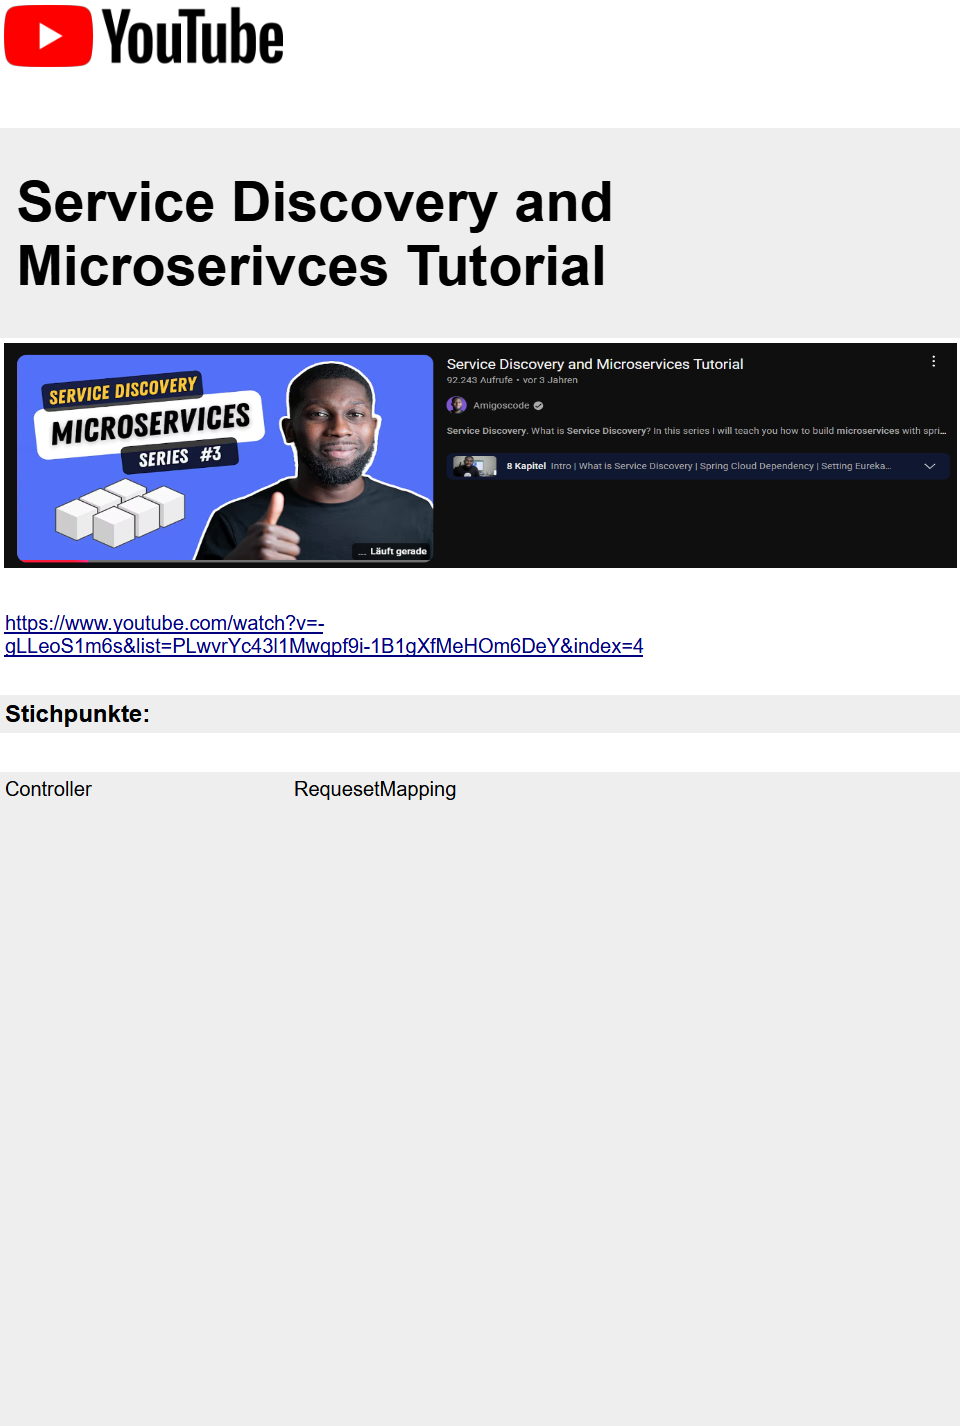 YouTube
Service Discovery and
Microserivces Tutorial
SERVICE DISCOVERY
MICROSERVICES
SERIES #3
... Läuft gerade
Service Discovery and Microservices Tutorial
92.243 Aufrufe • vor 3 Jahren
Amigoscode
Service Discovery. What is Service Discovery? In this series I will teach you how to build microservices with spri...
8 Kapitel Intro | What is Service Discovery | Spring Cloud Dependency | Setting Eureka...
https://www.youtube.com/watch?v=-
gLLeoS1m6s&list=PLwvrYc43l1Mwqpf9i-1B1gXfMeHOm6DeY&index=4
Stichpunkte:
Controller RequesetMapping